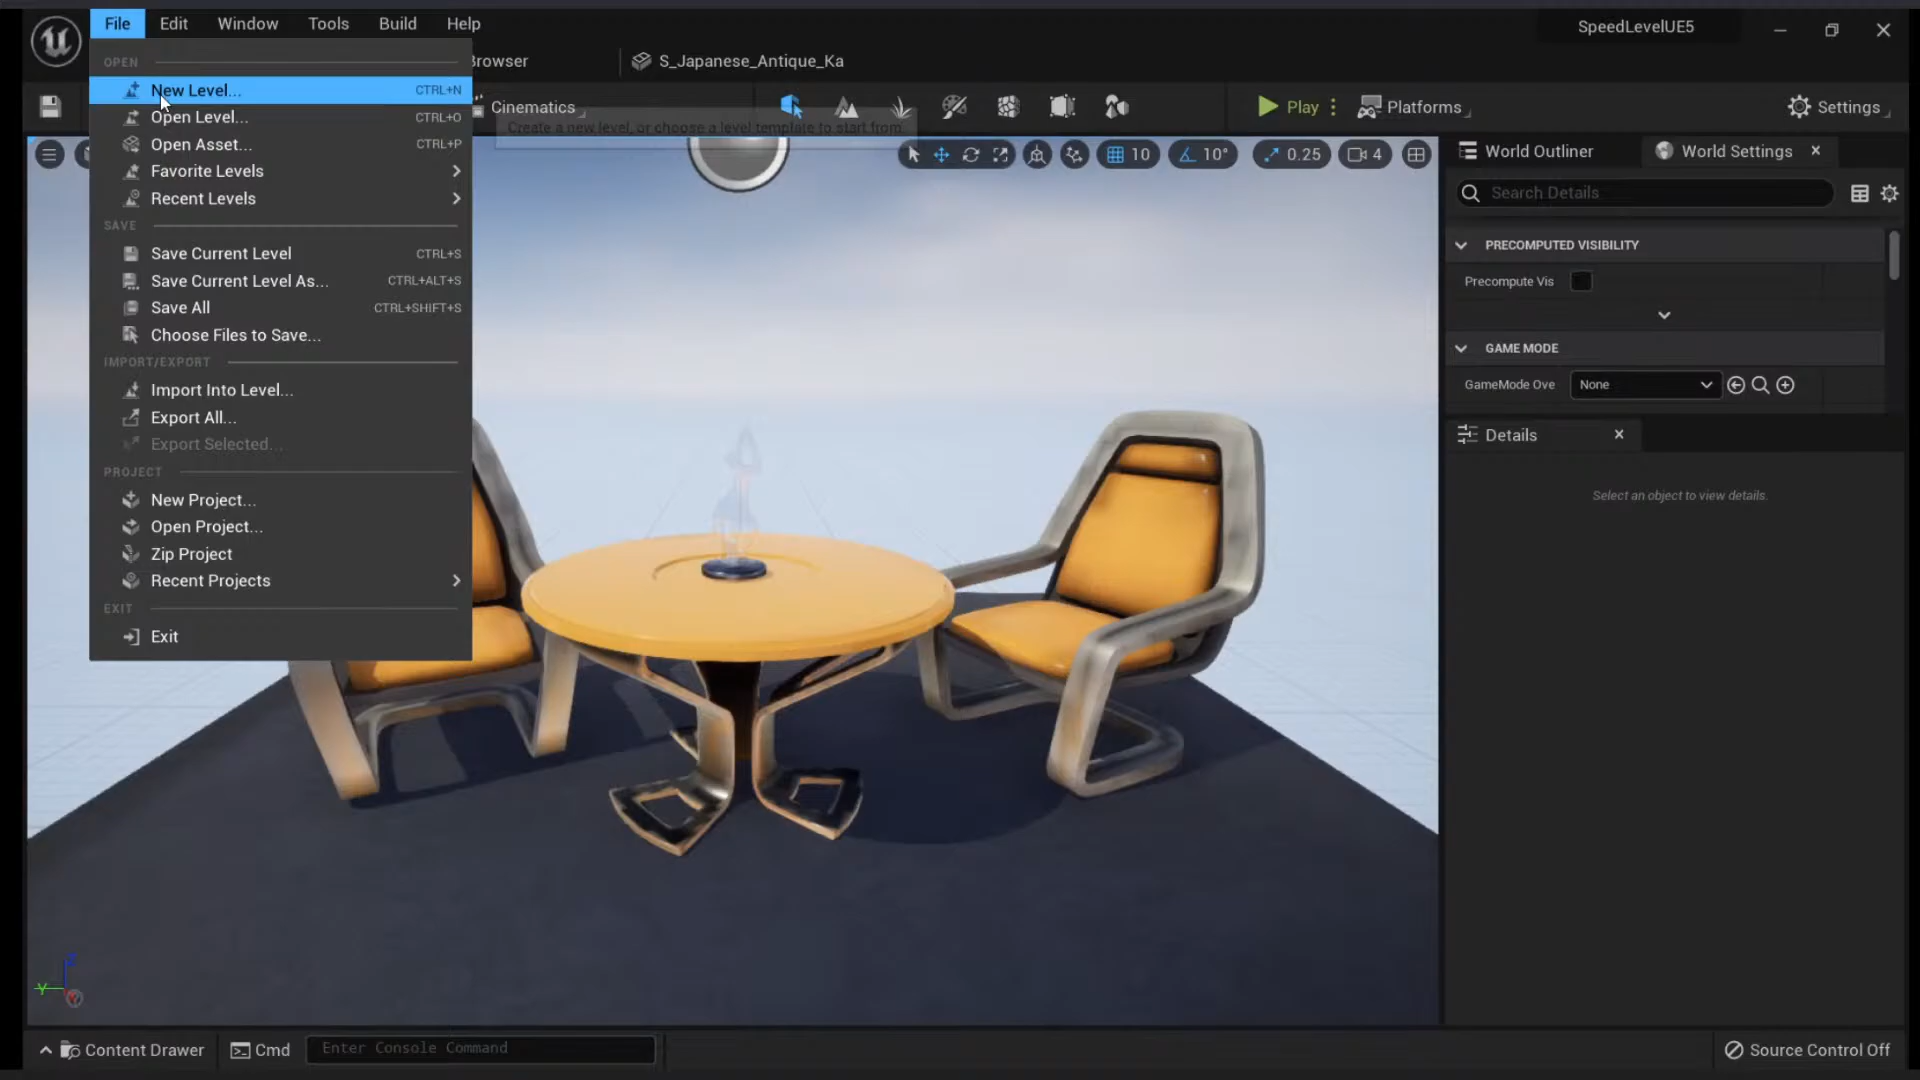 File Edit Window Tools Build Help
SpeedLevelUE5
OPEN
New Level... CTRL+N
Open Level... CTRL+O
Open Asset... CTRL+P
Favorite Levels
Recent Levels
SAVE
Save Current Level CTRL+S
Save Current Level As... CTRL+ALT+S
Save All CTRL+SHIFT+S
Choose Files to Save...
IMPORT/EXPORT
Import Into Level...
Export All...
Export Selected...
PROJECT
New Project...
Open Project...
Zip Project
Recent Projects
EXIT
Exit
Browser S_Japanese_Antique_Ka
Cinematics Play Platforms Settings
Create a new level, or choose a level template to start from.
10 10° 0.25 4
World Outliner World Settings
Search Details
PRECOMPUTED VISIBILITY
Precompute Vis
GAME MODE
GameMode Ove None
Details
Select an object to view details.
Y
Content Drawer Cmd Enter Console Command Source Control Off